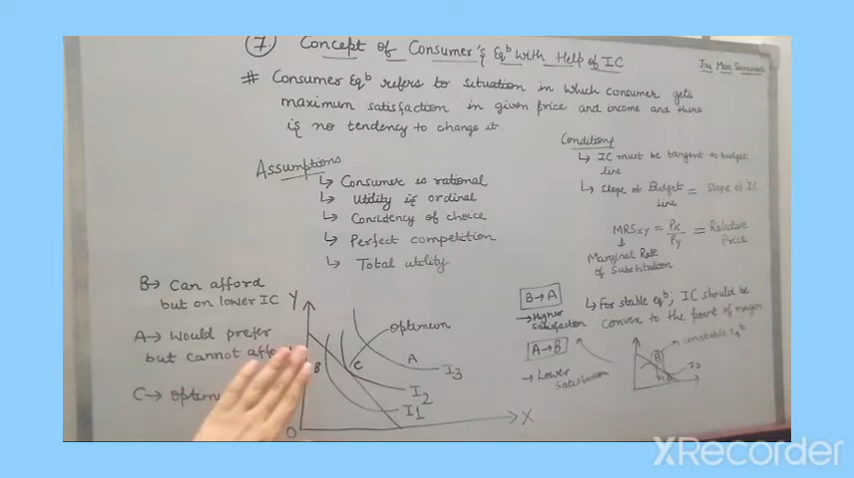 7. Concept of Consumer's Eqᵇ With Help of IC
# Consumer Eqᵇ refers to situation in which consumer gets
maximum satisfaction in given price and income and there
is no tendency to change it
Assumptions
↳ Consumer is rational
↳ Utility is ordinal
↳ Consistency of choice
↳ Perfect competition
↳ Total utility
Conditions
↳ IC must be tangent to budget
line
↳ Slope of Budget = Slope of IC
line
MRSxy = Px/Py = Relative
Price
Marginal Rate
of Substitution
↳ For stable eqᵇ, IC should be
convex to the point of
B → Can afford
but on lower IC
A → Would prefer
but cannot
C →
Y
optimum
A
B
C
I3
I2
I1
O
X
B→A
→ Higher
satisfaction
A→B
→ Lower
satisfaction
unstable eqᵇ
XRecorder